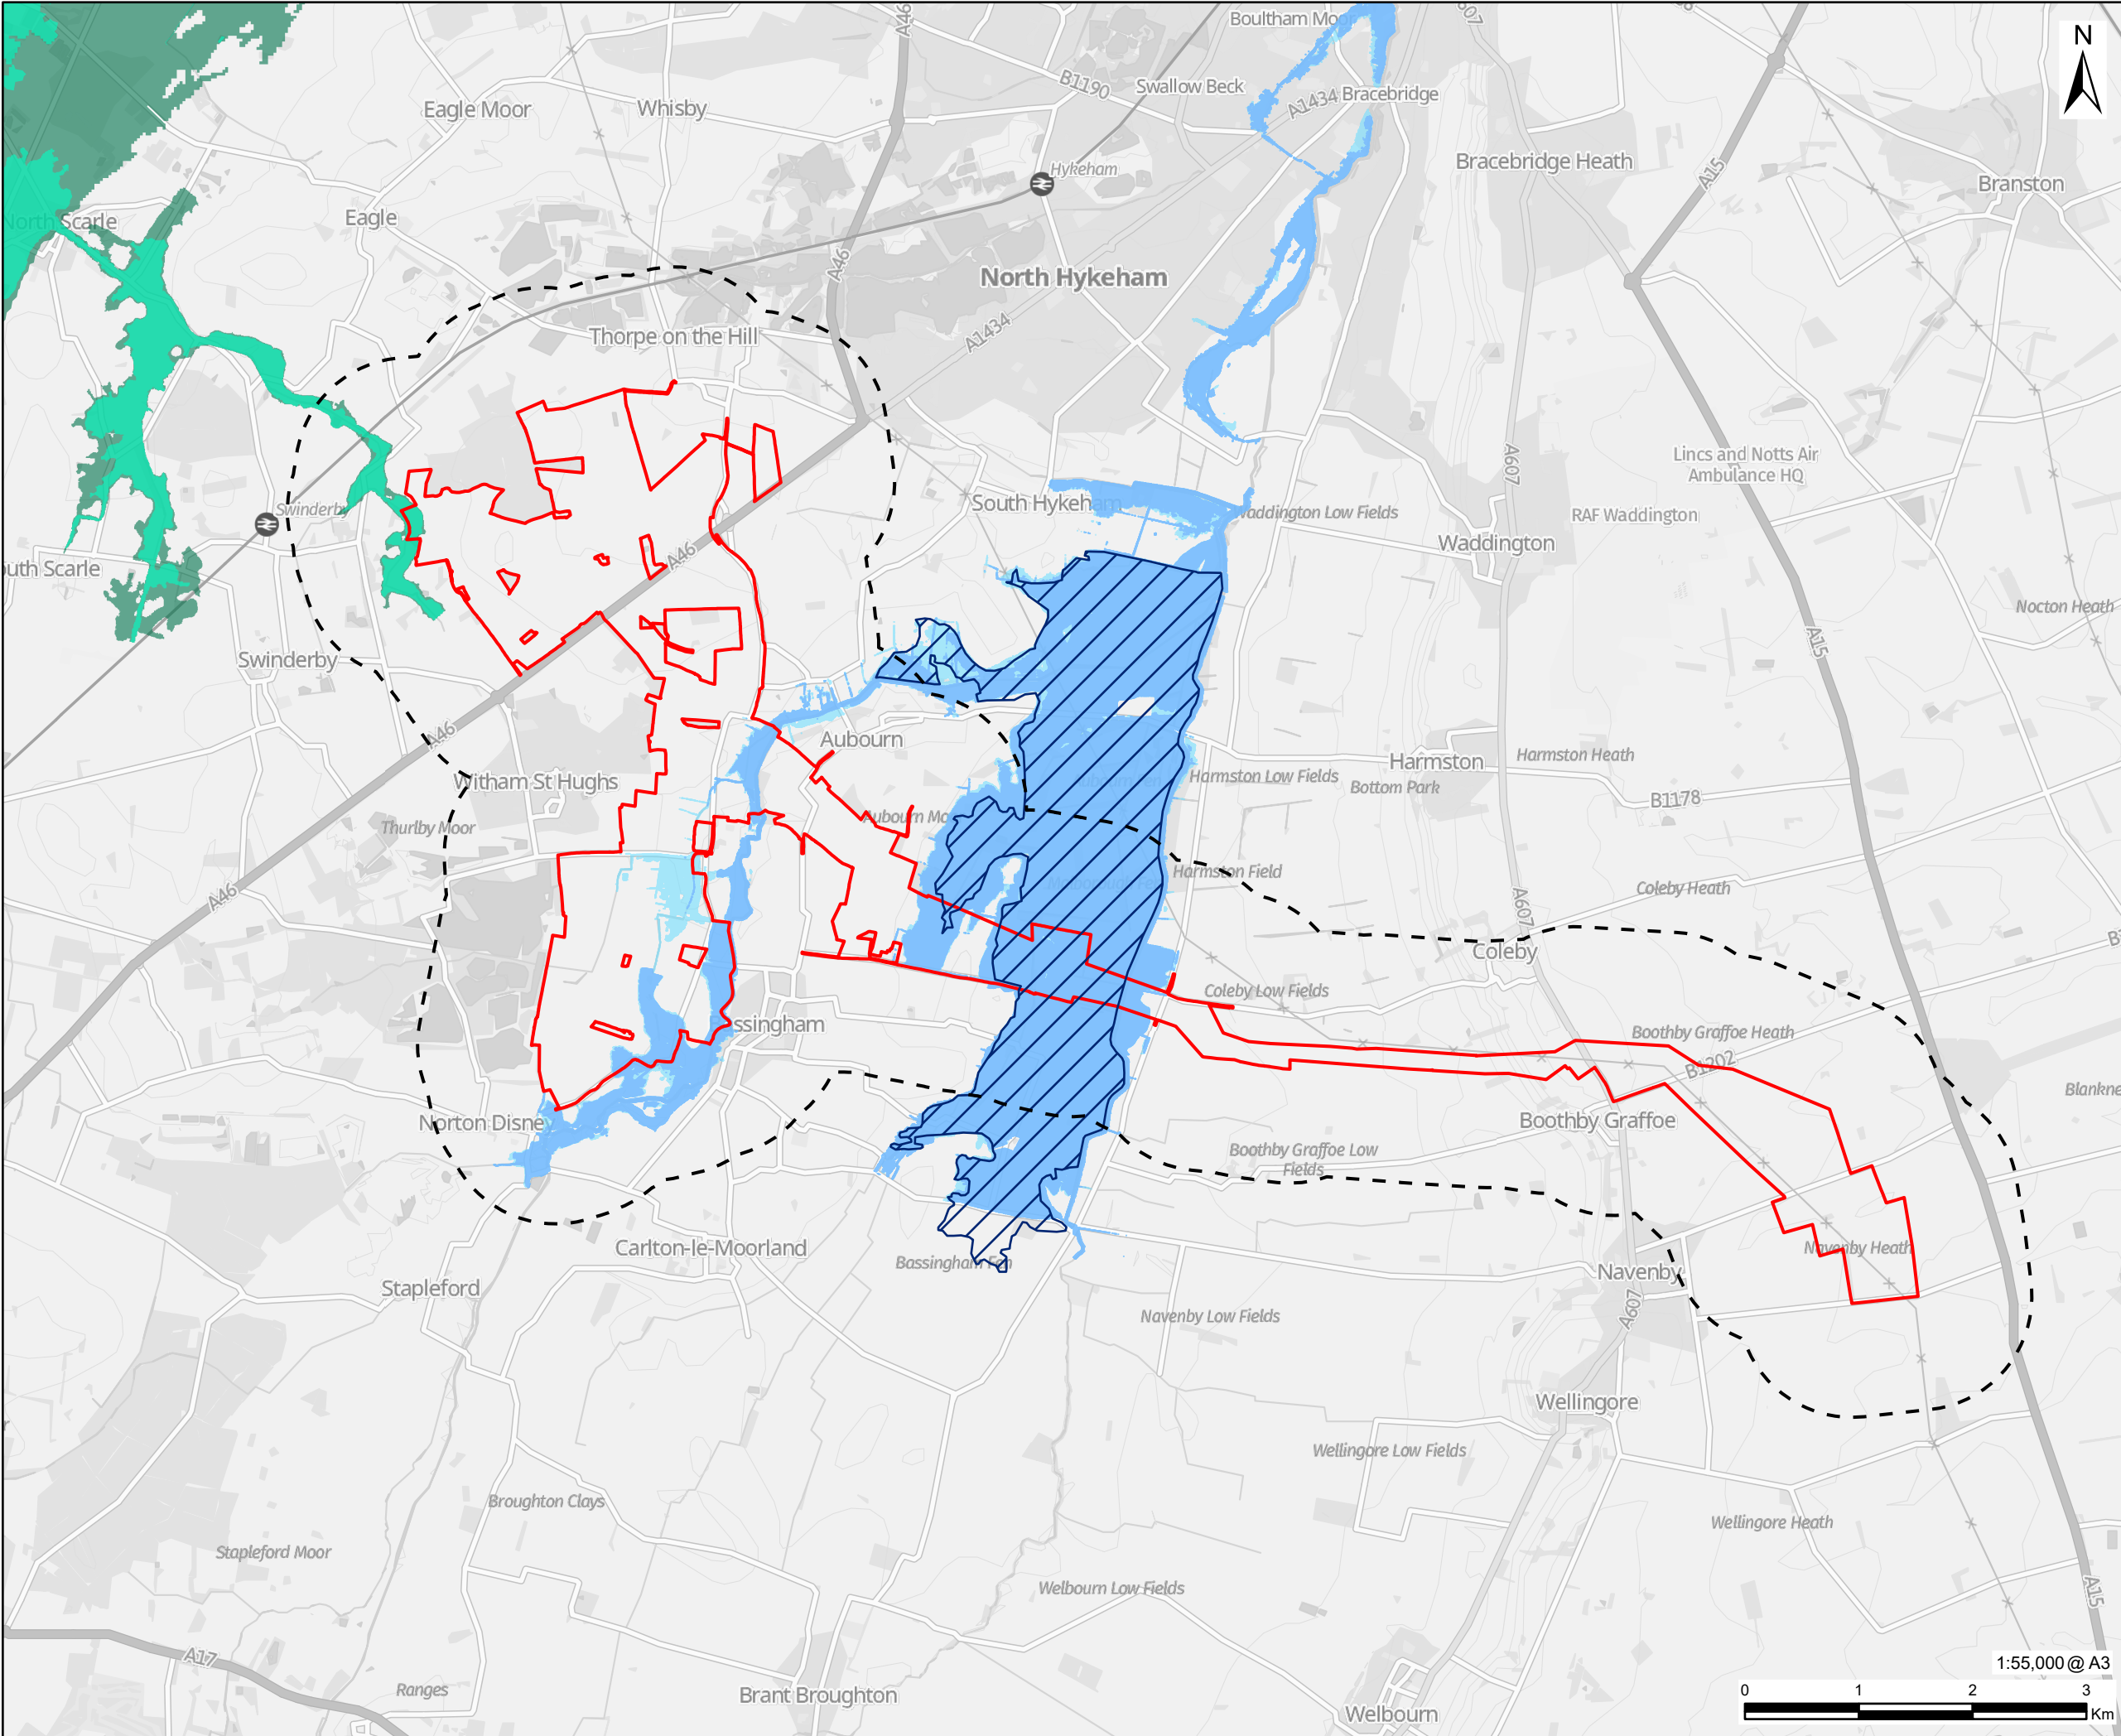 Boultham Moor
A46
N
B1190
Swallow Beck
A1434
Bracebridge
Eagle Moor
Whisby
Bracebridge Heath
A15
Branston
Hykeham
North Scarle
Eagle
A46
North Hykeham
Thorpe on the Hill
A1434
A607
Lincs and Notts Air
Ambulance HQ
Swinderby
South Hykeham
Waddington Low Fields
RAF Waddington
Waddington
A46
outh Scarle
Nocton Heath
A15
Swinderby
A46
Aubourn
Harmston
Harmston Heath
Witham St Hughs
Harmston Low Fields
Bottom Park
B1178
Thurlby Moor
Aubourn Mo
Harmston Field
Coleby Heath
A46
A607
Coleby
Coleby Low Fields
ssingham
Boothby Graffoe Heath
B1202
Blankne
Norton Disne
Boothby Graffoe
Boothby Graffoe Low
Fields
Carlton-le-Moorland
Navenby Heath
Bassingham Fen
Navenby
Stapleford
A607
Navenby Low Fields
Wellingore
Wellingore Low Fields
Broughton Clays
Wellingore Heath
Stapleford Moor
Welbourn Low Fields
A15
A17
1:55,000 @ A3
Ranges
Brant Broughton
0 1 2 3
Km
Welbourn